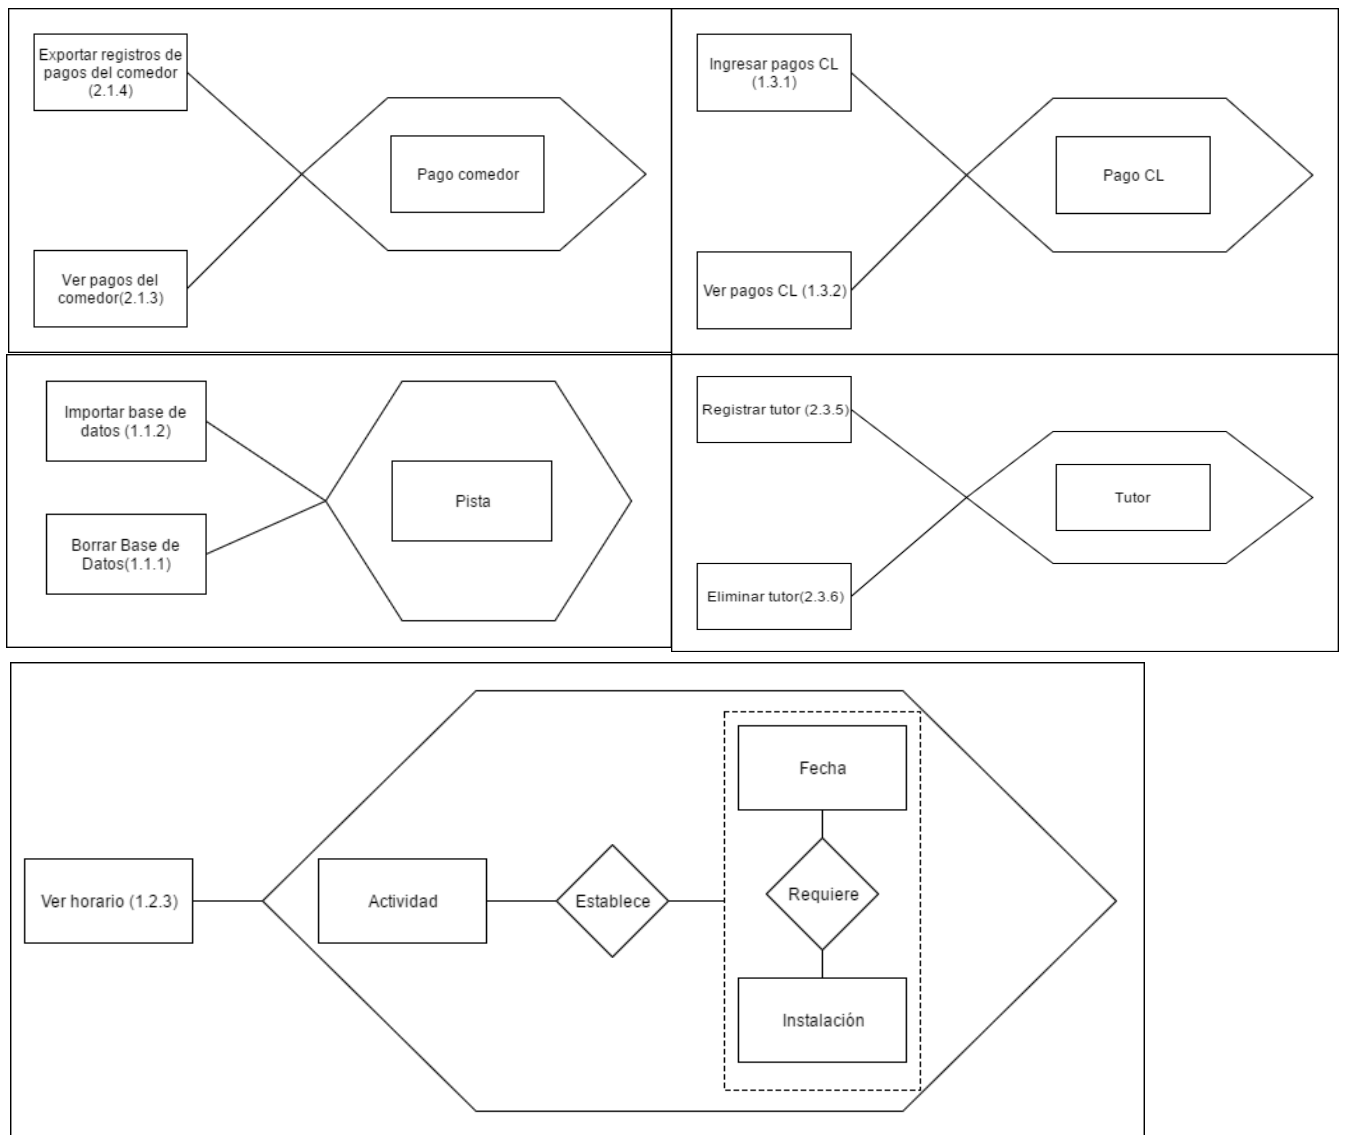 Exportar registros de
pagos del comedor
(2.1.4)
Pago comedor
Ver pagos del
comedor(2.1.3)
Ingresar pagos CL
(1.3.1)
Pago CL
Ver pagos CL (1.3.2)
Importar base de
datos (1.1.2)
Pista
Borrar Base de
Datos(1.1.1)
Registrar tutor (2.3.5)
Tutor
Eliminar tutor(2.3.6)
Ver horario (1.2.3)
Actividad
Establece
Fecha
Requiere
Instalación